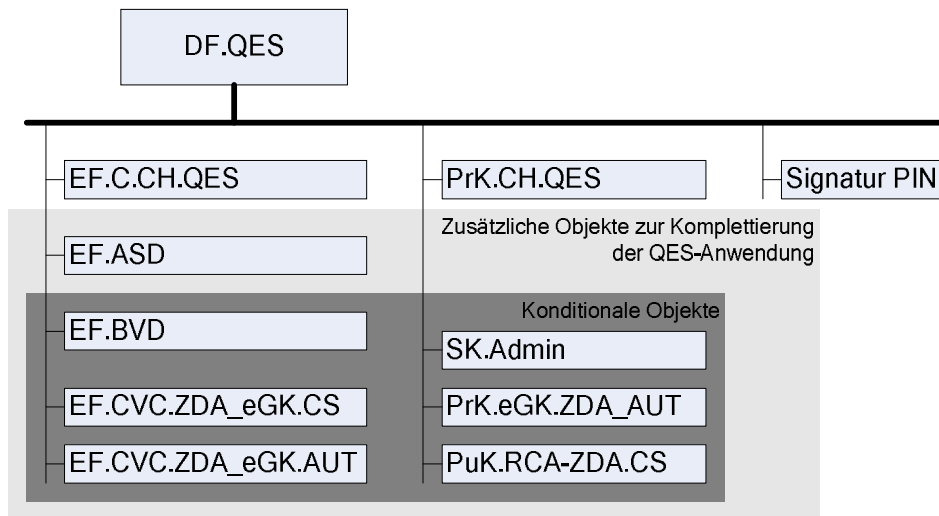 DF.QES
EF.C.CH.QES
PrK.CH.QES
Signatur PIN
Zusätzliche Objekte zur Komplettierung
der QES-Anwendung
EF.ASD
Konditionale Objekte
EF.BVD
SK.Admin
EF.CVC.ZDA_eGK.CS
PrK.eGK.ZDA_AUT
EF.CVC.ZDA_eGK.AUT
PuK.RCA-ZDA.CS